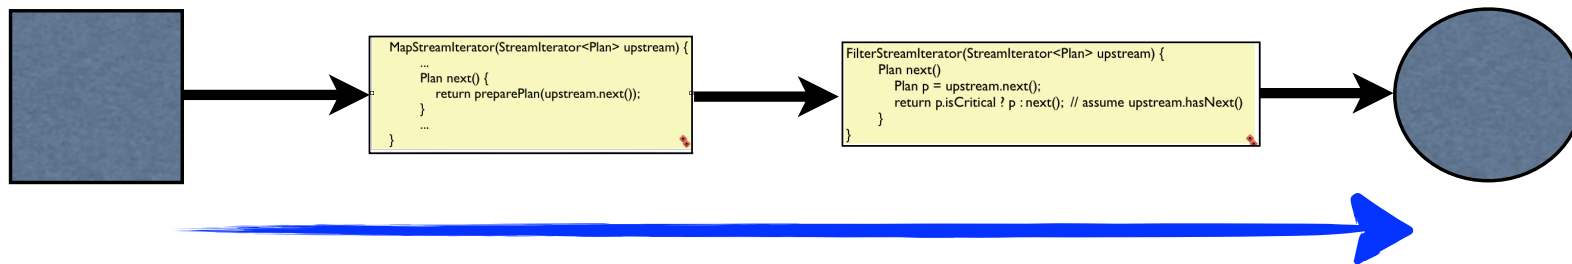 MapStreamIterator(StreamIterator<Plan> upstream) {
...
Plan next() {
return preparePlan(upstream.next());
}
...
}
FilterStreamIterator(StreamIterator<Plan> upstream) {
Plan next()
Plan p = upstream.next();
return p.isCritical ? p : next(); // assume upstream.hasNext()
}
}